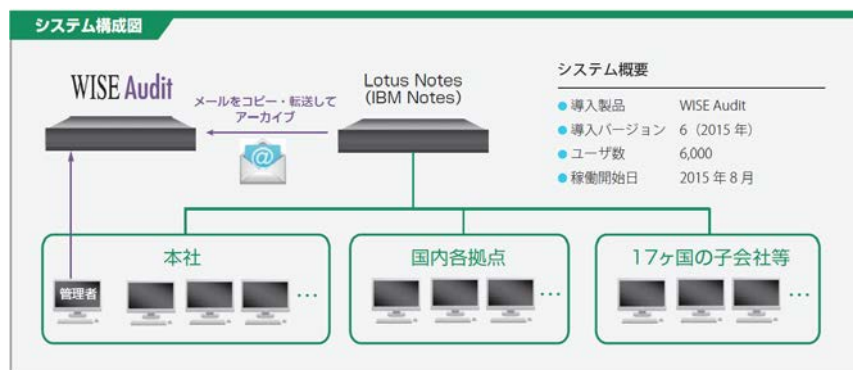 システム構成図
WISE Audit
メールをコピー・転送して
アーカイブ
Lotus Notes
(IBM Notes)
システム概要
● 導入製品 WISE Audit
● 導入バージョン 6（2015年）
● ユーザ数 6,000
● 稼働開始日 2015年8月
本社
管理者
…
国内各拠点
…
17ヶ国の子会社等
…